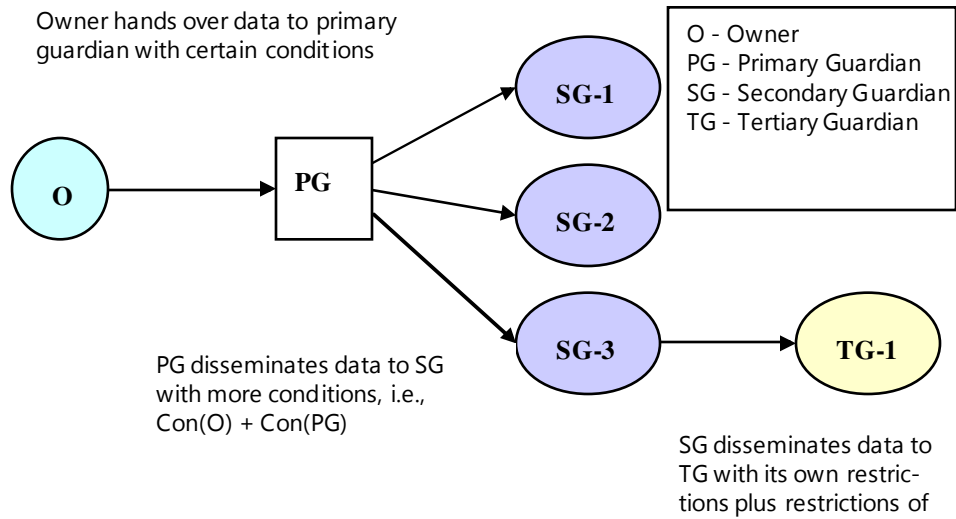 Owner hands over data to primary
guardian with certain conditions
O - Owner
PG - Primary Guardian
SG - Secondary Guardian
TG - Tertiary Guardian
SG-1
O
PG
SG-2
SG-3
TG-1
PG disseminates data to SG
with more conditions, i.e.,
Con(O) + Con(PG)
SG disseminates data to
TG with its own restric-
tions plus restrictions of